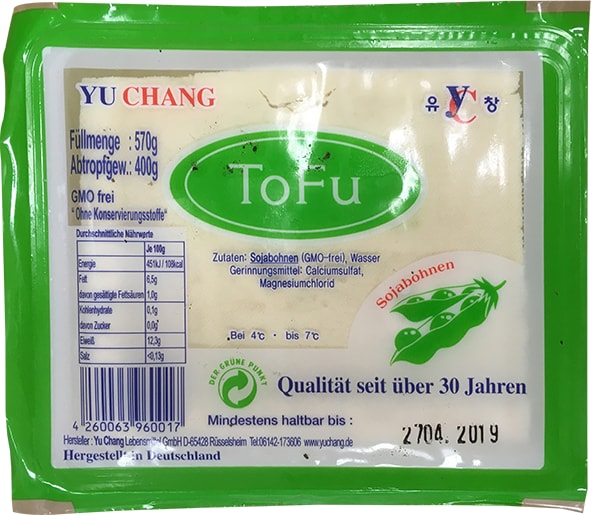 YU CHANG
유 YC 창
Füllmenge : 570g
Abtropfgew.: 400g
GMO frei
"Ohne Konservierungsstoffe"
ToFu
Durchschnittliche Nährwerte
Je 100g
Energie 451kJ / 108kcal
Fett 6,5g
davon gesättigte Fettsäuren 1,0g
Kohlenhydrate 0,1g
davon Zucker 0,0g
Eiweiß 12,3g
Salz <0,13g
Zutaten: Sojabohnen (GMO-frei), Wasser
Gerinnungsmittel: Calciumsulfat,
Magnesiumchlorid
Sojabohnen
Bei 4°C · bis 7°C
DER GRÜNE PUNKT
Qualität seit über 30 Jahren
4 260063 960017
Mindestens haltbar bis :
2704. 2019
Hersteller : Yu Chang Lebensmittel GmbH D-65428 Rüsselsheim Tel:06142-173606 www.yuchang.de
Hergestellt in Deutschland